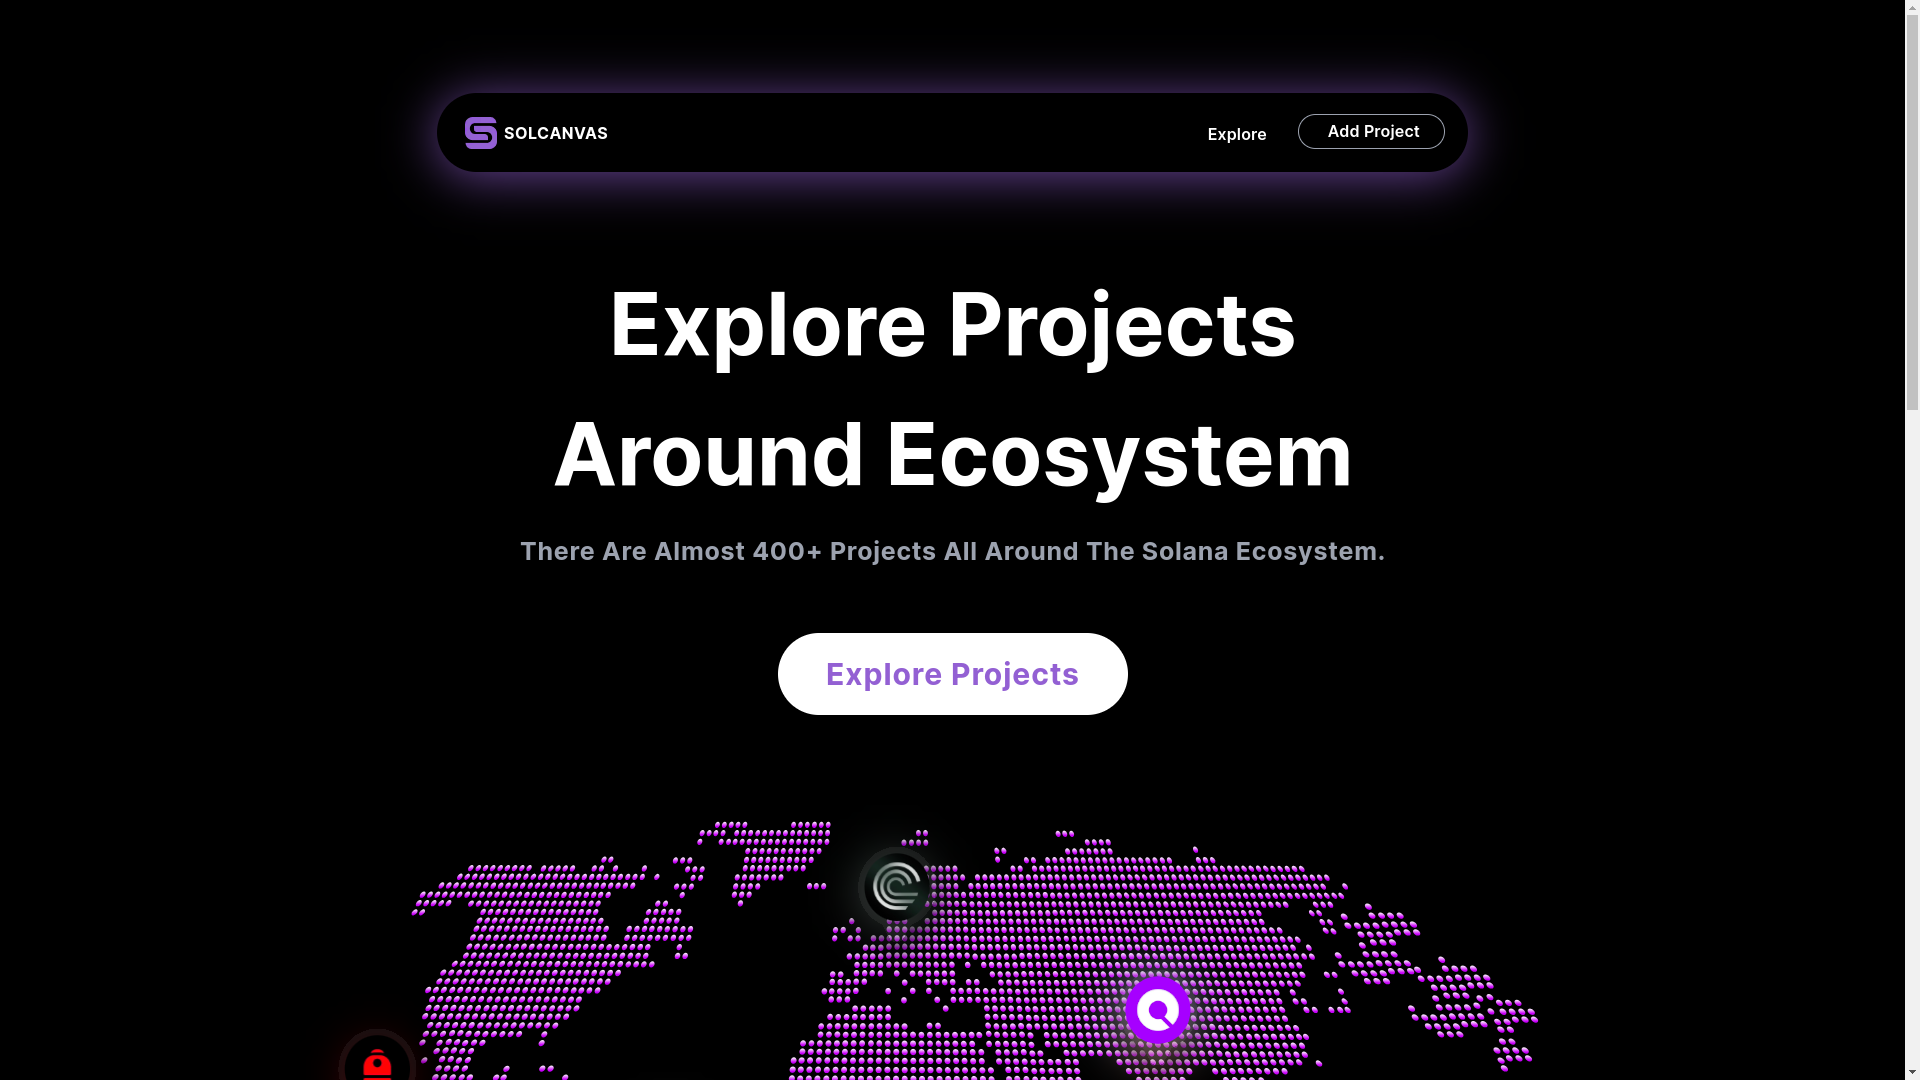 SOLCANVAS
Explore
Add Project
Explore Projects
Around Ecosystem
There Are Almost 400+ Projects All Around The Solana Ecosystem.
Explore Projects